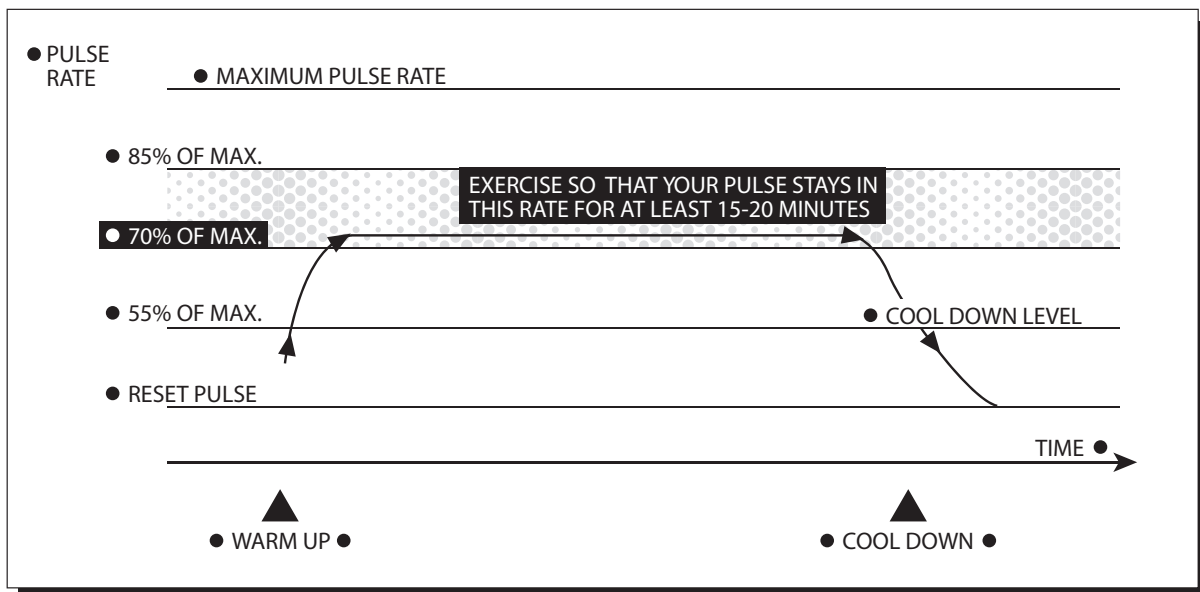 ● PULSE
RATE
● MAXIMUM PULSE RATE
● 85% OF MAX.
EXERCISE SO THAT YOUR PULSE STAYS IN
THIS RATE FOR AT LEAST 15-20 MINUTES
● 70% OF MAX.
● 55% OF MAX.
● COOL DOWN LEVEL
● RESET PULSE
TIME ●
● WARM UP ●
● COOL DOWN ●